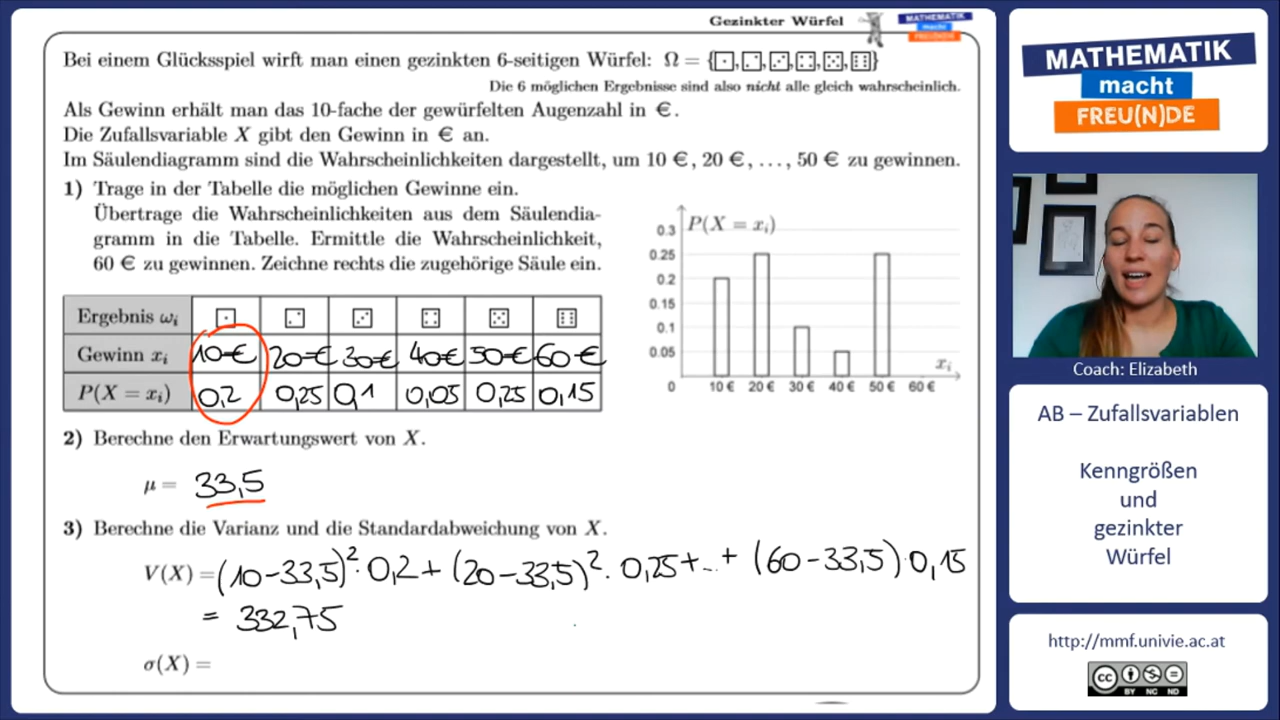 Gezinkter Würfel
MATHEMATIK
macht
FREU(N)DE
Bei einem Glücksspiel wirft man einen gezinkten 6-seitigen Würfel: Ω = {⚀,⚁,⚂,⚃,⚄,⚅}
Die 6 möglichen Ergebnisse sind also nicht alle gleich wahrscheinlich.
Als Gewinn erhält man das 10-fache der gewürfelten Augenzahl in €.
Die Zufallsvariable X gibt den Gewinn in € an.
Im Säulendiagramm sind die Wahrscheinlichkeiten dargestellt, um 10 €, 20 €, ..., 50 € zu gewinnen.
1) Trage in der Tabelle die möglichen Gewinne ein.
Übertrage die Wahrscheinlichkeiten aus dem Säulendia-
gramm in die Tabelle. Ermittle die Wahrscheinlichkeit,
60 € zu gewinnen. Zeichne rechts die zugehörige Säule ein.
Ergebnis ωᵢ ⚀ ⚁ ⚂ ⚃ ⚄ ⚅
Gewinn xᵢ 10€ 20€ 30€ 40€ 50€ 60€
P(X = xᵢ) 0,2 0,25 0,1 0,05 0,25 0,15
P(X = xᵢ)
0.3
0.25
0.2
0.15
0.1
0.05
0
10 € 20 € 30 € 40 € 50 € 60 €
xᵢ
2) Berechne den Erwartungswert von X.
μ = 33,5
3) Berechne die Varianz und die Standardabweichung von X.
V(X) = (10-33,5)²·0,2+(20-33,5)²·0,25+...+(60-33,5)·0,15
= 332,75
σ(X) =
MATHEMATIK
macht
FREU(N)DE
Coach: Elizabeth
AB – Zufallsvariablen
Kenngrößen
und
gezinkter
Würfel
http://mmf.univie.ac.at
CC BY NC ND